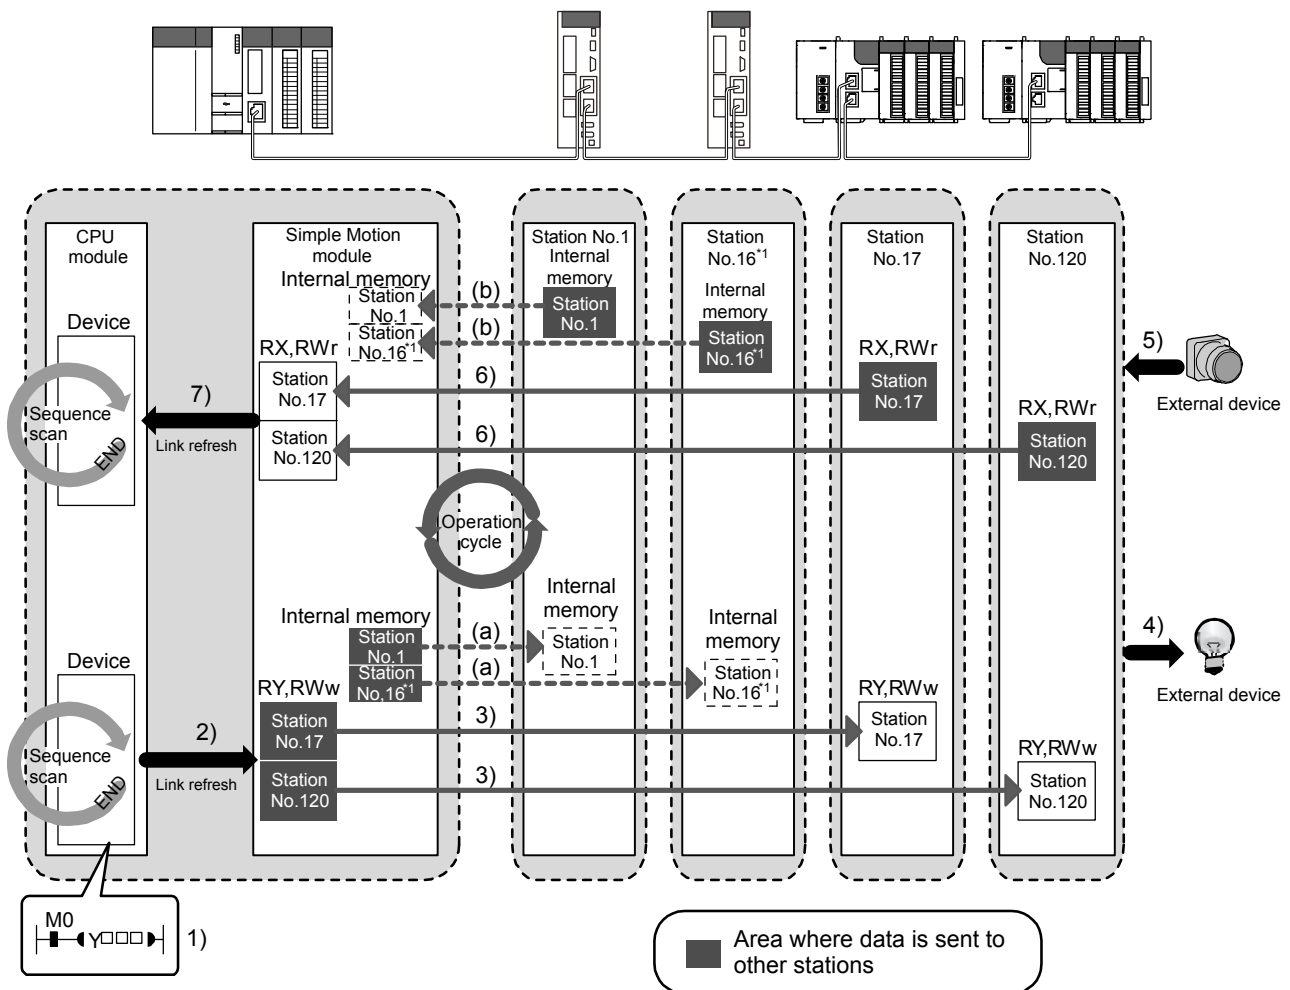 CPU
module
Simple Motion
module
Station No.1
Station
No.16*1
Station
No.17
Station
No.120
Internal memory
Station
No.1
Station
No.16*1
(b)
(b)
Internal
memory
Station
No.1
Internal
memory
Station
No.16*1
Device
RX,RWr
Station
No.17
Station
No.120
6)
6)
RX,RWr
Station
No.17
RX,RWr
Station
No.120
5)
External device
Sequence
scan
END
7)
Link refresh
Operation
cycle
Internal memory
Station
No.1
Station
No,16*1
(a)
(a)
Internal
memory
Station
No.1
Internal
memory
Station
No.16*1
4)
External device
Device
RY,RWw
Station
No.17
Station
No.120
3)
3)
RY,RWw
Station
No.17
RY,RWw
Station
No.120
Sequence
scan
END
2)
Link refresh
M0
Y□□□
1)
Area where data is sent to
other stations